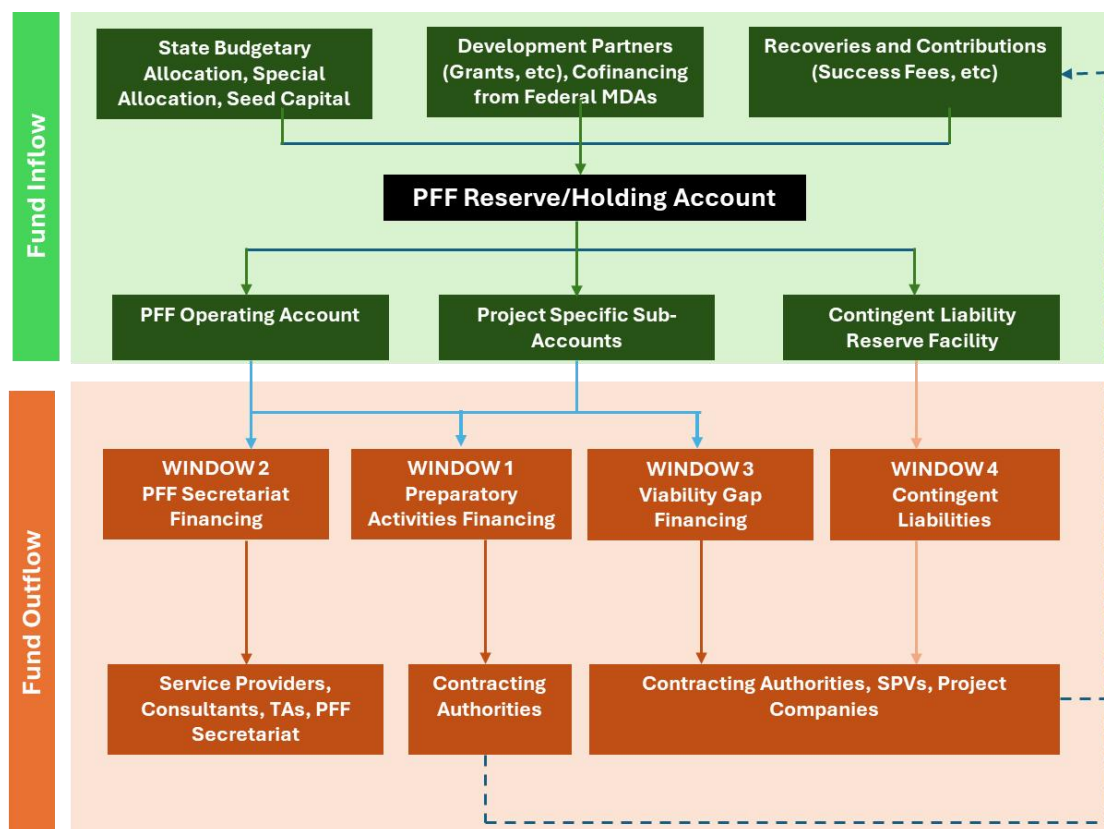 Fund Inflow
State Budgetary
Allocation, Special
Allocation, Seed Capital
Development Partners
(Grants, etc), Cofinancing
from Federal MDAs
Recoveries and Contributions
(Success Fees, etc)
PFF Reserve/Holding Account
PFF Operating Account
Project Specific Sub-
Accounts
Contingent Liability
Reserve Facility
Fund Outflow
WINDOW 2
PFF Secretariat
Financing
WINDOW 1
Preparatory
Activities Financing
WINDOW 3
Viability Gap
Financing
WINDOW 4
Contingent
Liabilities
Service Providers,
Consultants, TAs, PFF
Secretariat
Contracting
Authorities
Contracting Authorities, SPVs, Project
Companies